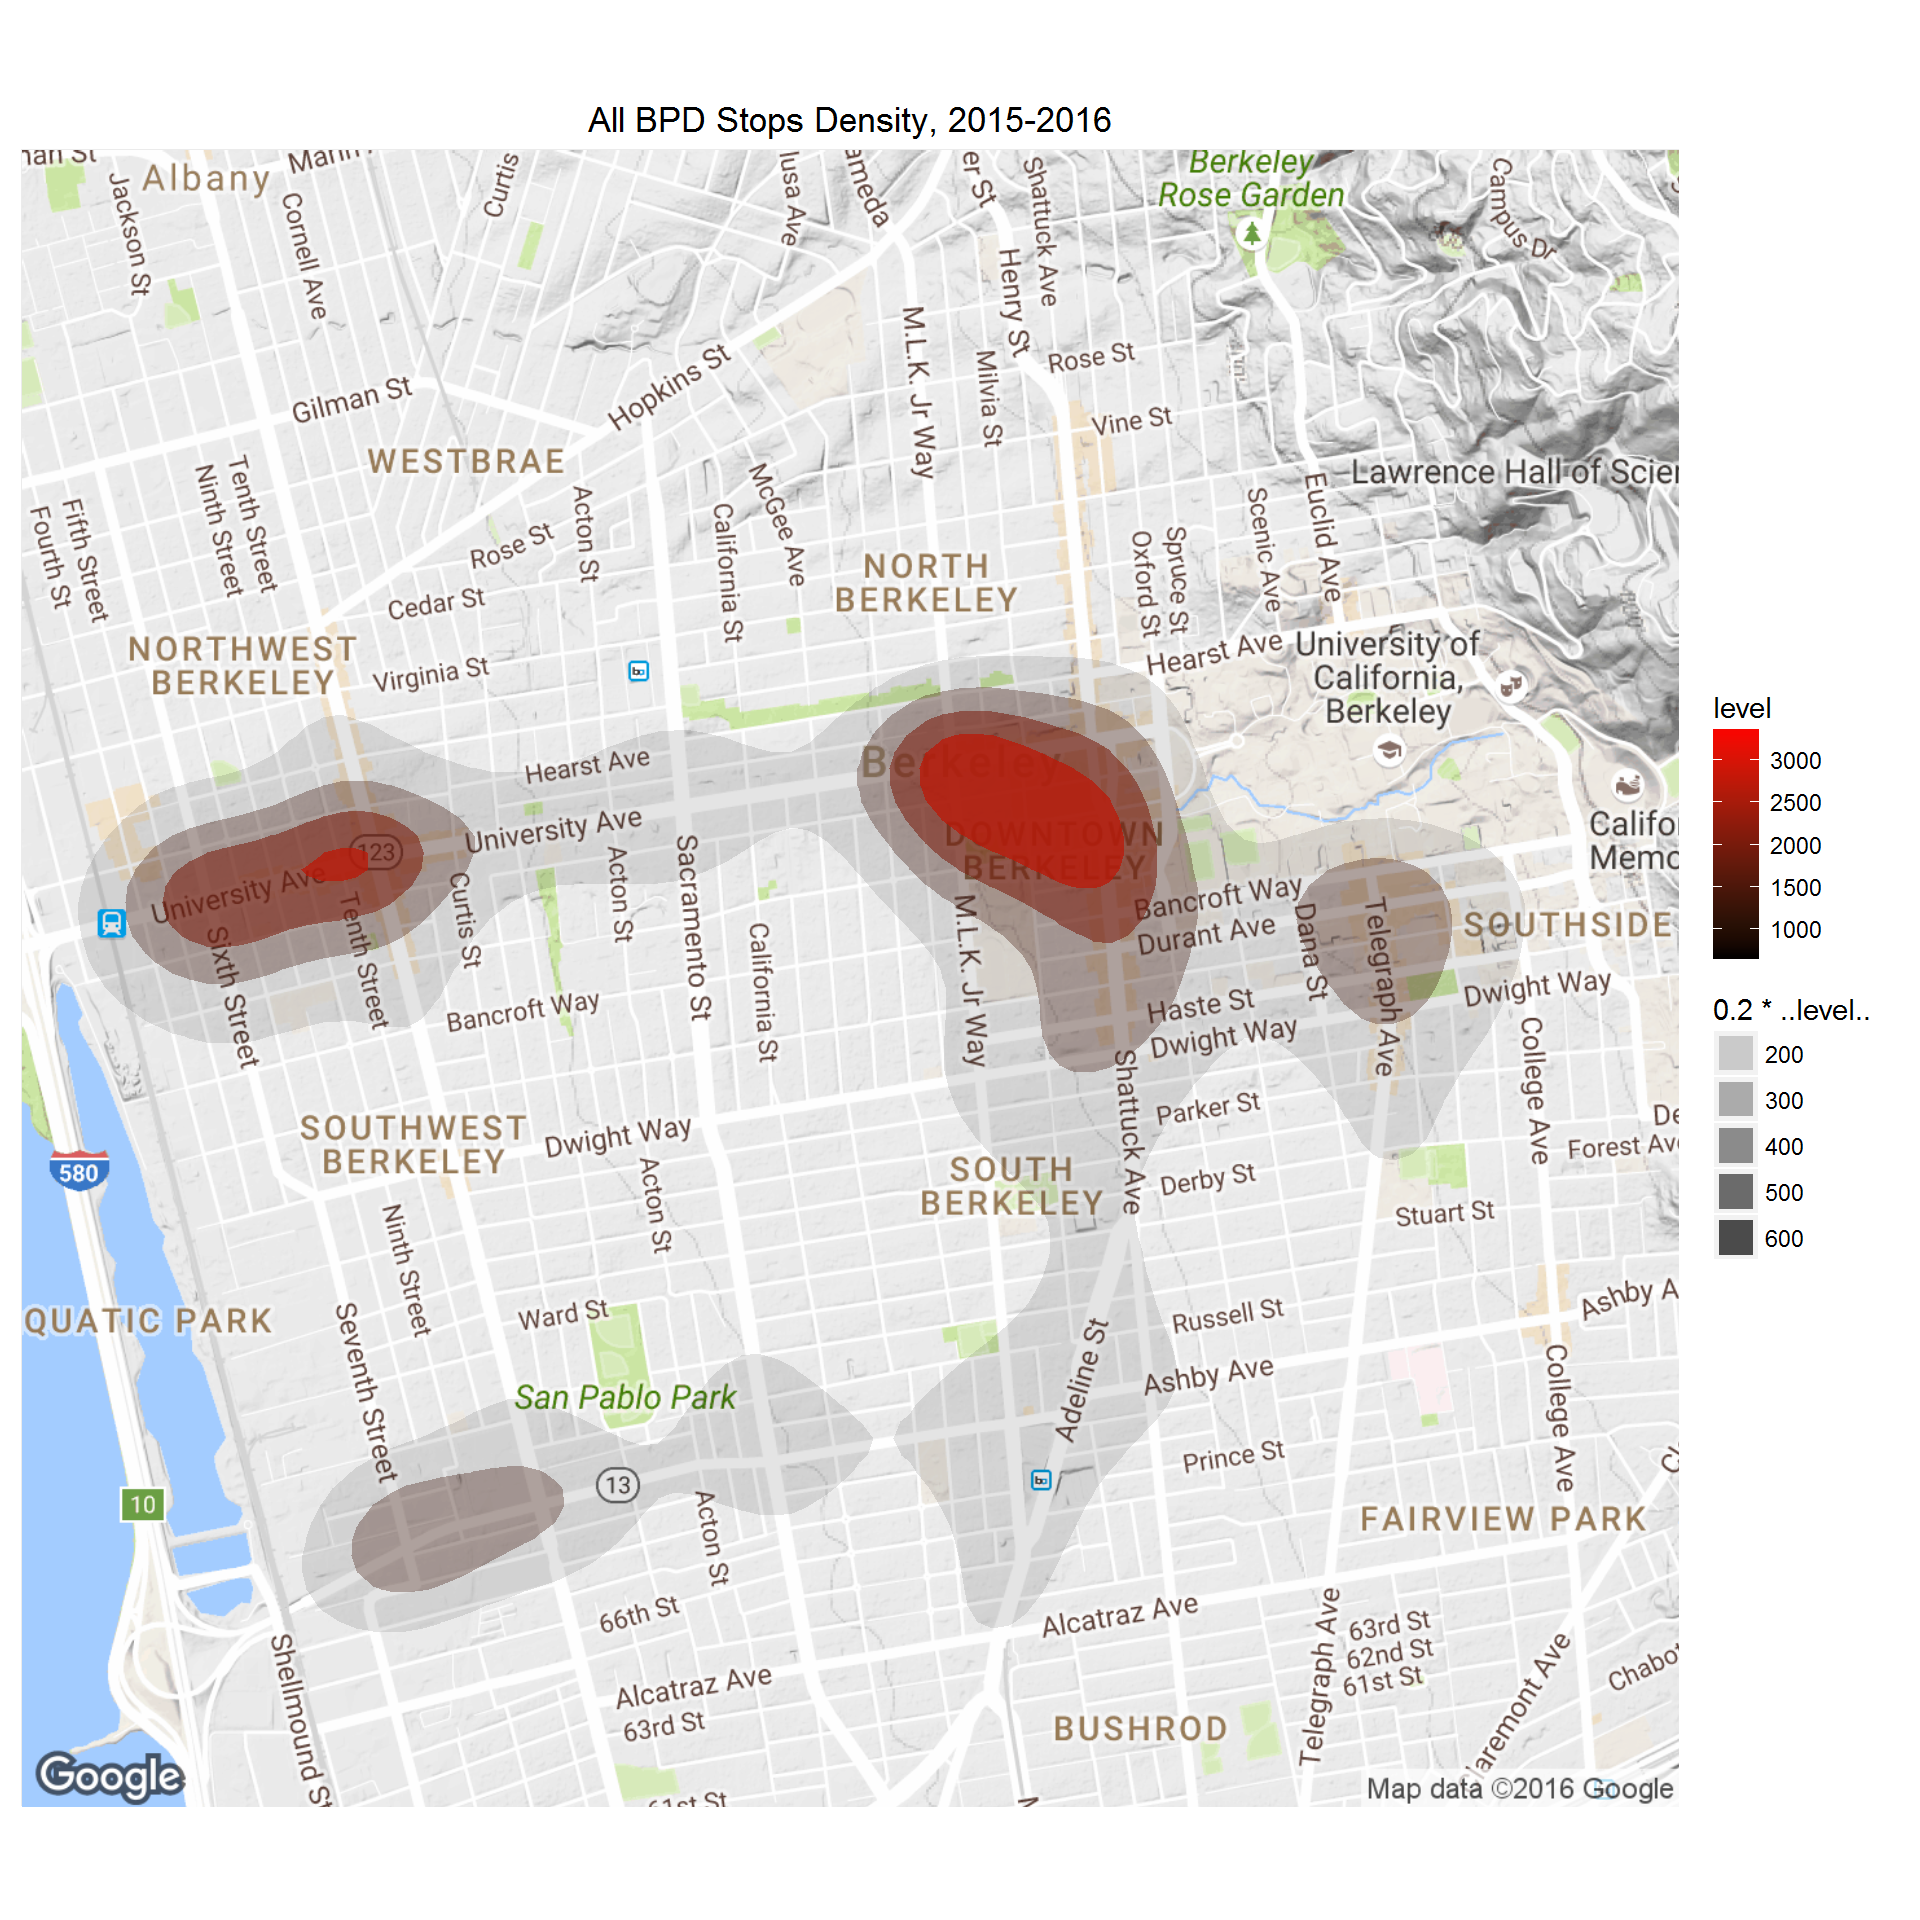 All BPD Stops Density, 2015-2016
Albany
Jackson St
Cornell Ave
Curtis
Henry St
Shattuck Ave
Berkeley
Rose Garden
Campus Dr
Gilman St
Hopkins St
M.L.K. Jr Way
Milvia St
Rose St
Vine St
WESTBRAE
Lawrence Hall of Scien
Fourth St
Fifth Street
Ninth Street
Tenth Street
Rose St
Acton St
Cedar St
California St
McGee Ave
NORTH
BERKELEY
Oxford St
Spruce St
Scenic Ave
Euclid Ave
NORTHWEST
BERKELEY
Virginia St
Hearst Ave
University of
California,
Berkeley
Hearst Ave
Berkeley
University Ave
123
University Ave
DOWNTOWN
BERKELEY
Califo
Memo
Sixth Street
Tenth Street
Curtis St
Acton St
Sacramento St
California St
M.L.K. Jr Way
Bancroft Way
Durant Ave
Dana St
Telegraph Ave
SOUTHSIDE
Bancroft Way
Haste St
Dwight Way
Dwight Way
College Ave
580
SOUTHWEST
BERKELEY
Dwight Way
Acton St
Shattuck Ave
Parker St
SOUTH
BERKELEY
Derby St
De
Forest Av
Stuart St
Ninth Street
QUATIC PARK
Seventh Street
Ward St
Russell St
Ashby A
Adeline St
Ashby Ave
College Ave
San Pablo Park
13
Prince St
10
Acton St
FAIRVIEW PARK
66th St
Alcatraz Ave
Telegraph Ave
63rd St
62nd St
61st St
Shellmound St
Alcatraz Ave
63rd St
BUSHROD
Claremont Ave
Chabot
61st St
Google
Map data ©2016 Google
level
3000
2500
2000
1500
1000
0.2 * ..level..
200
300
400
500
600